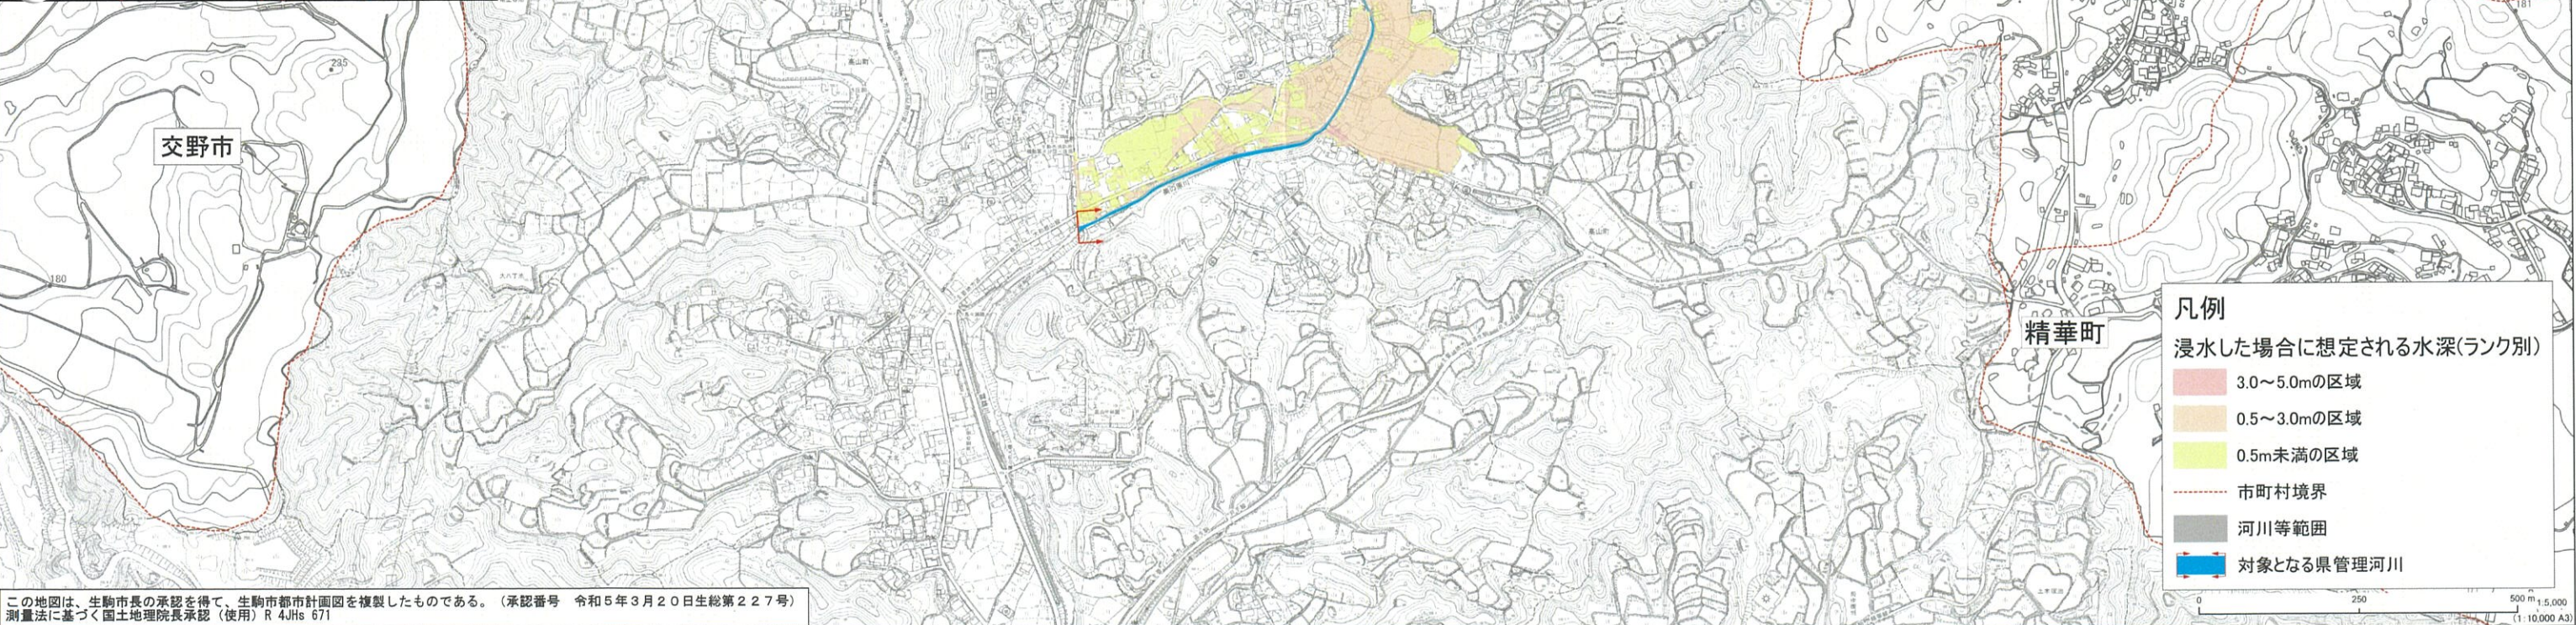 181
235
高山町
交野市
高山町
180
凡例
浸水した場合に想定される水深(ランク別)
精華町
3.0～5.0mの区域
0.5～3.0mの区域
0.5m未満の区域
市町村境界
河川等範囲
対象となる県管理河川
この地図は、生駒市長の承認を得て、生駒市都市計画図を複製したものである。（承認番号　令和５年３月２０日生総第２２７号）
測量法に基づく国土地理院長承認（使用）R 4JHs 671
0 250 500 m 1:5,000
(1:10,000 A3)